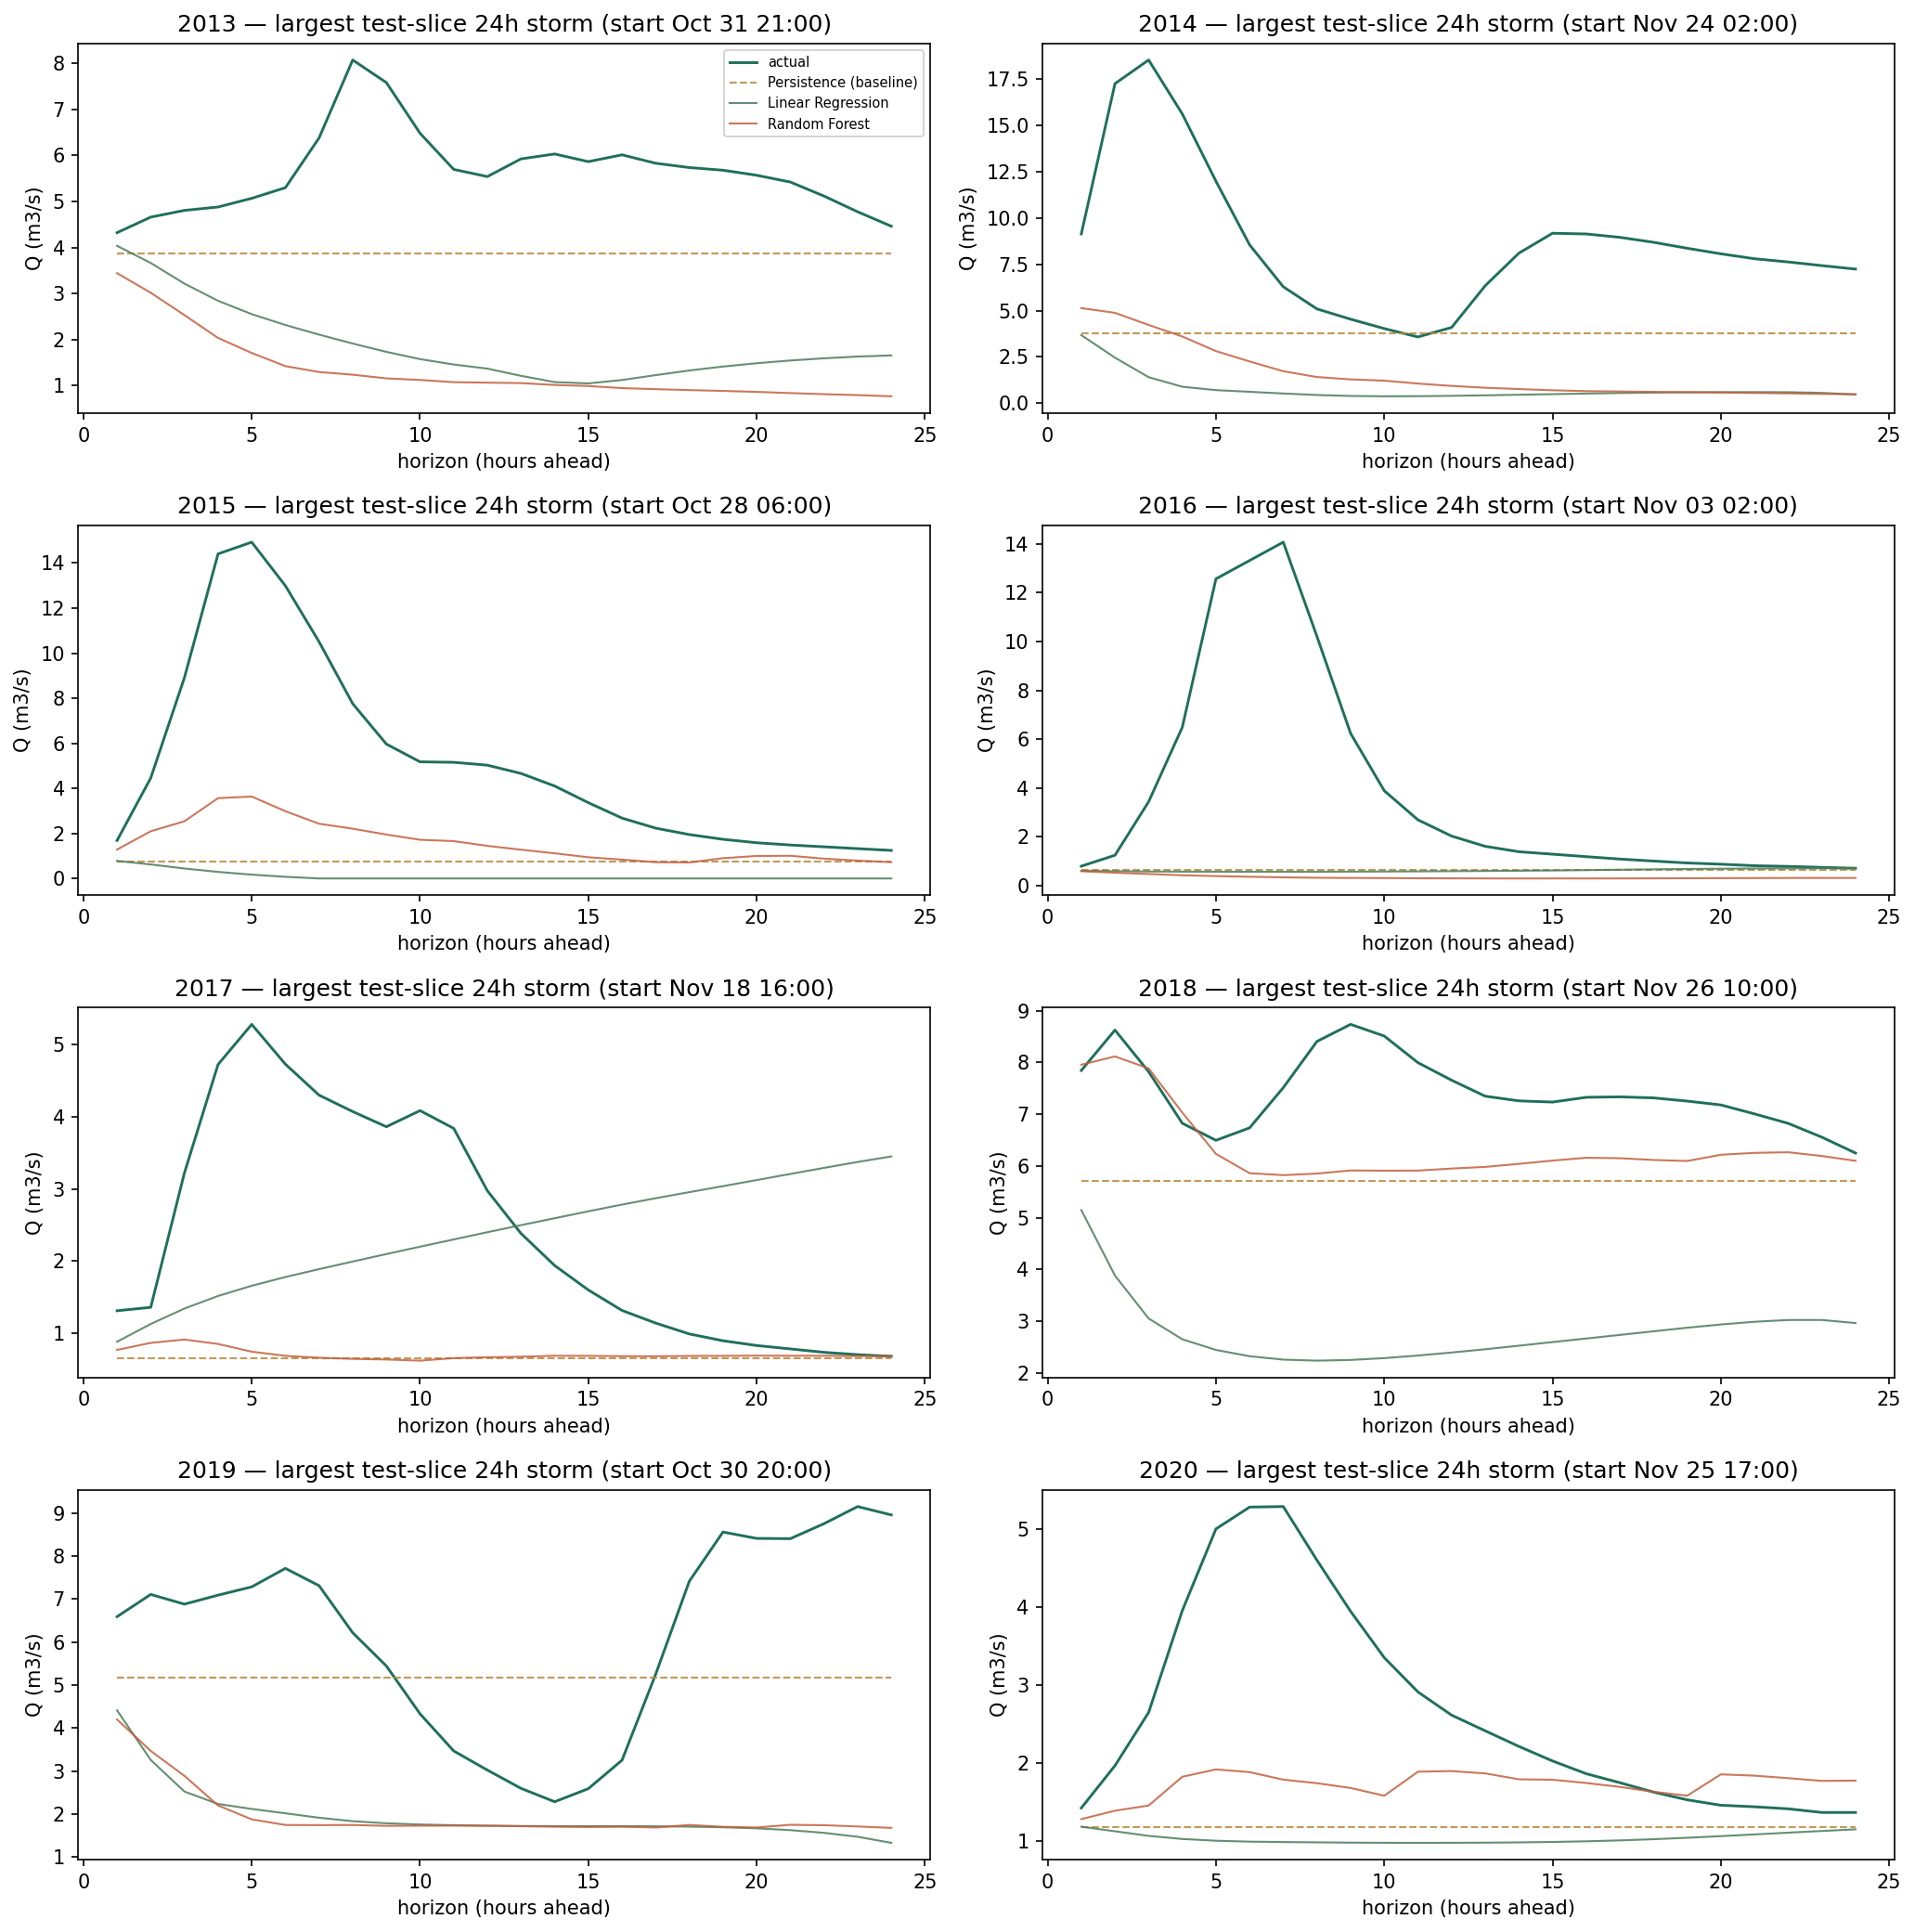 2013 — largest test-slice 24h storm (start Oct 31 21:00)
8
7
6
5
4
3
2
1
Q (m3/s)
actual
Persistence (baseline)
Linear Regression
Random Forest
0 5 10 15 20 25
horizon (hours ahead)
2014 — largest test-slice 24h storm (start Nov 24 02:00)
17.5
15.0
12.5
10.0
7.5
5.0
2.5
0.0
Q (m3/s)
0 5 10 15 20 25
horizon (hours ahead)
2015 — largest test-slice 24h storm (start Oct 28 06:00)
14
12
10
8
6
4
2
0
Q (m3/s)
0 5 10 15 20 25
horizon (hours ahead)
2016 — largest test-slice 24h storm (start Nov 03 02:00)
14
12
10
8
6
4
2
0
Q (m3/s)
0 5 10 15 20 25
horizon (hours ahead)
2017 — largest test-slice 24h storm (start Nov 18 16:00)
5
4
3
2
1
Q (m3/s)
0 5 10 15 20 25
horizon (hours ahead)
2018 — largest test-slice 24h storm (start Nov 26 10:00)
9
8
7
6
5
4
3
2
Q (m3/s)
0 5 10 15 20 25
horizon (hours ahead)
2019 — largest test-slice 24h storm (start Oct 30 20:00)
9
8
7
6
5
4
3
2
1
Q (m3/s)
0 5 10 15 20 25
horizon (hours ahead)
2020 — largest test-slice 24h storm (start Nov 25 17:00)
5
4
3
2
1
Q (m3/s)
0 5 10 15 20 25
horizon (hours ahead)